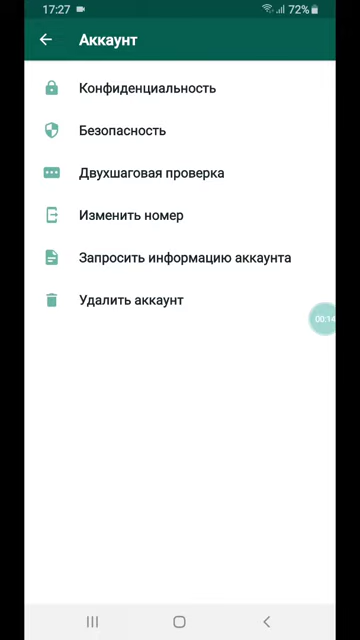 17:27 72%
Аккаунт
Конфиденциальность
Безопасность
Двухшаговая проверка
Изменить номер
Запросить информацию аккаунта
Удалить аккаунт
00:14